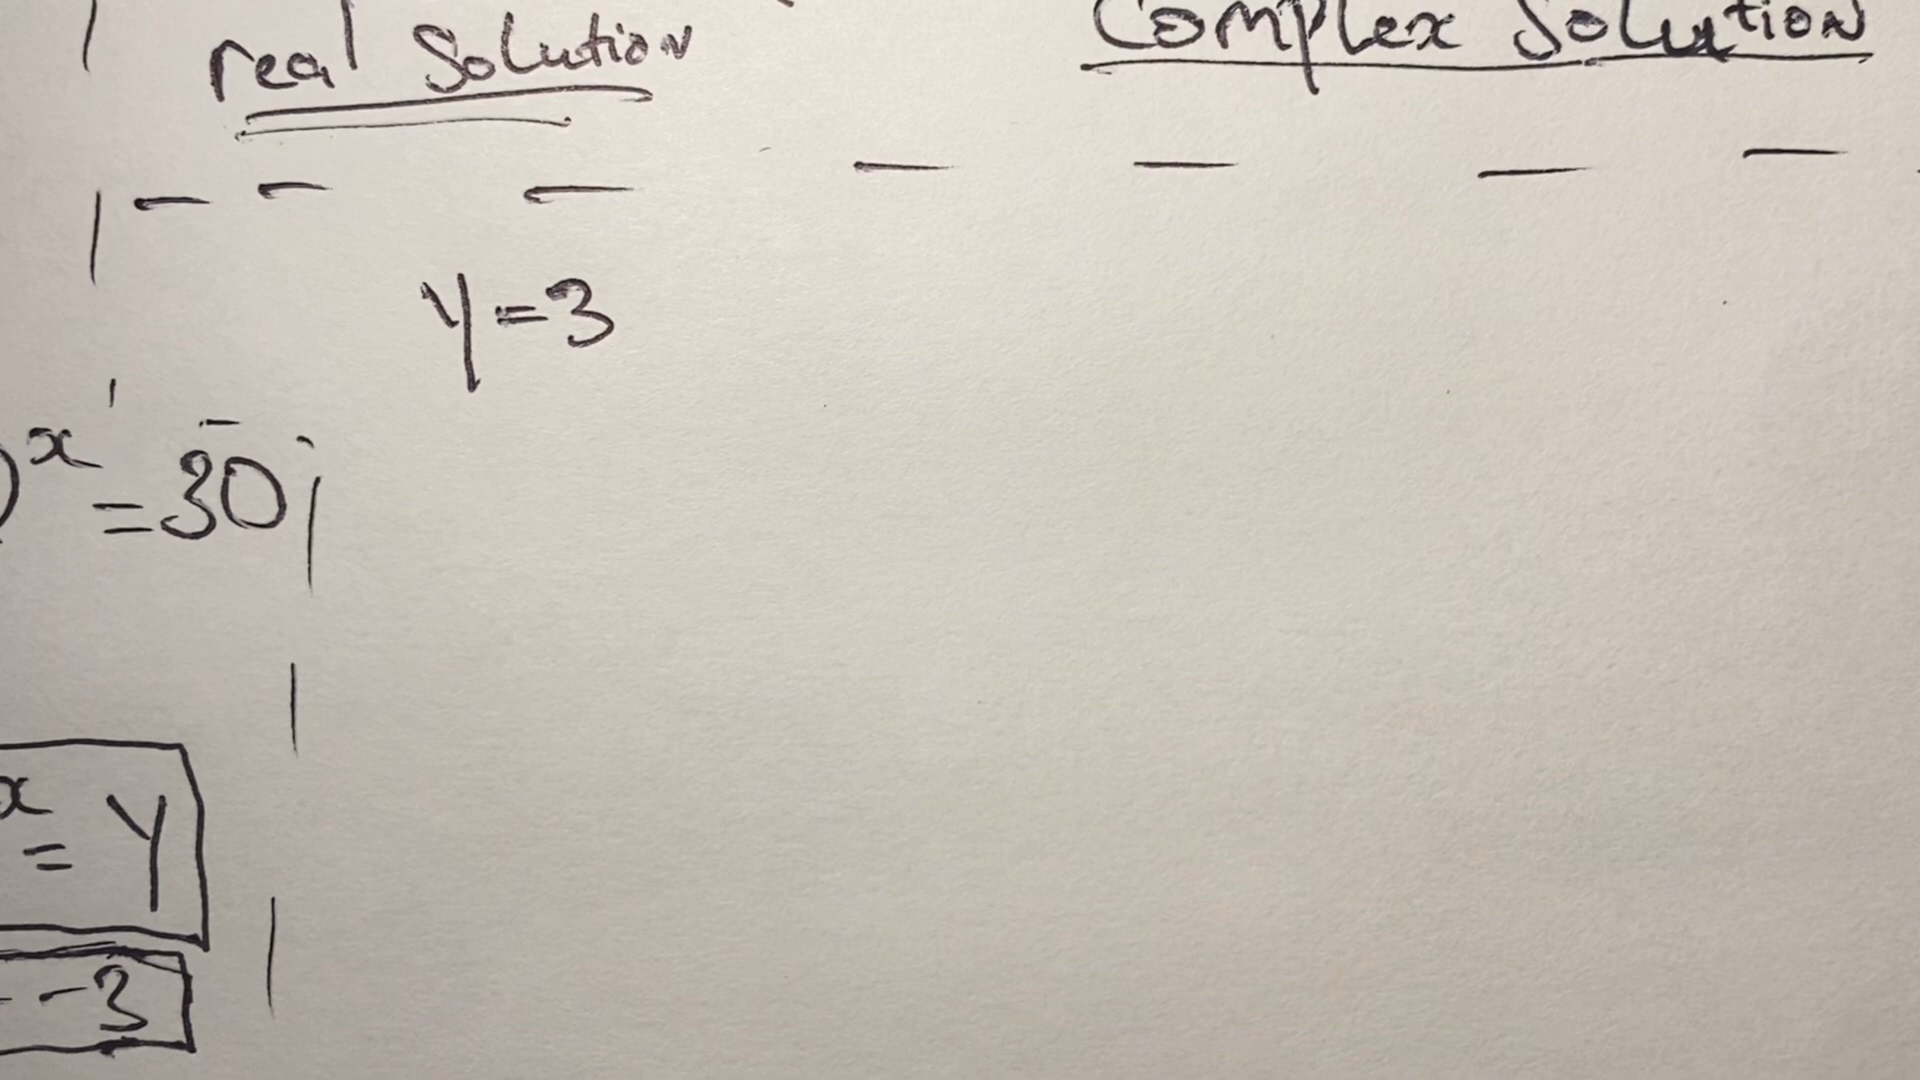 real Solution
Complex Solution
y=3
)ˣ=30
x = y
-3